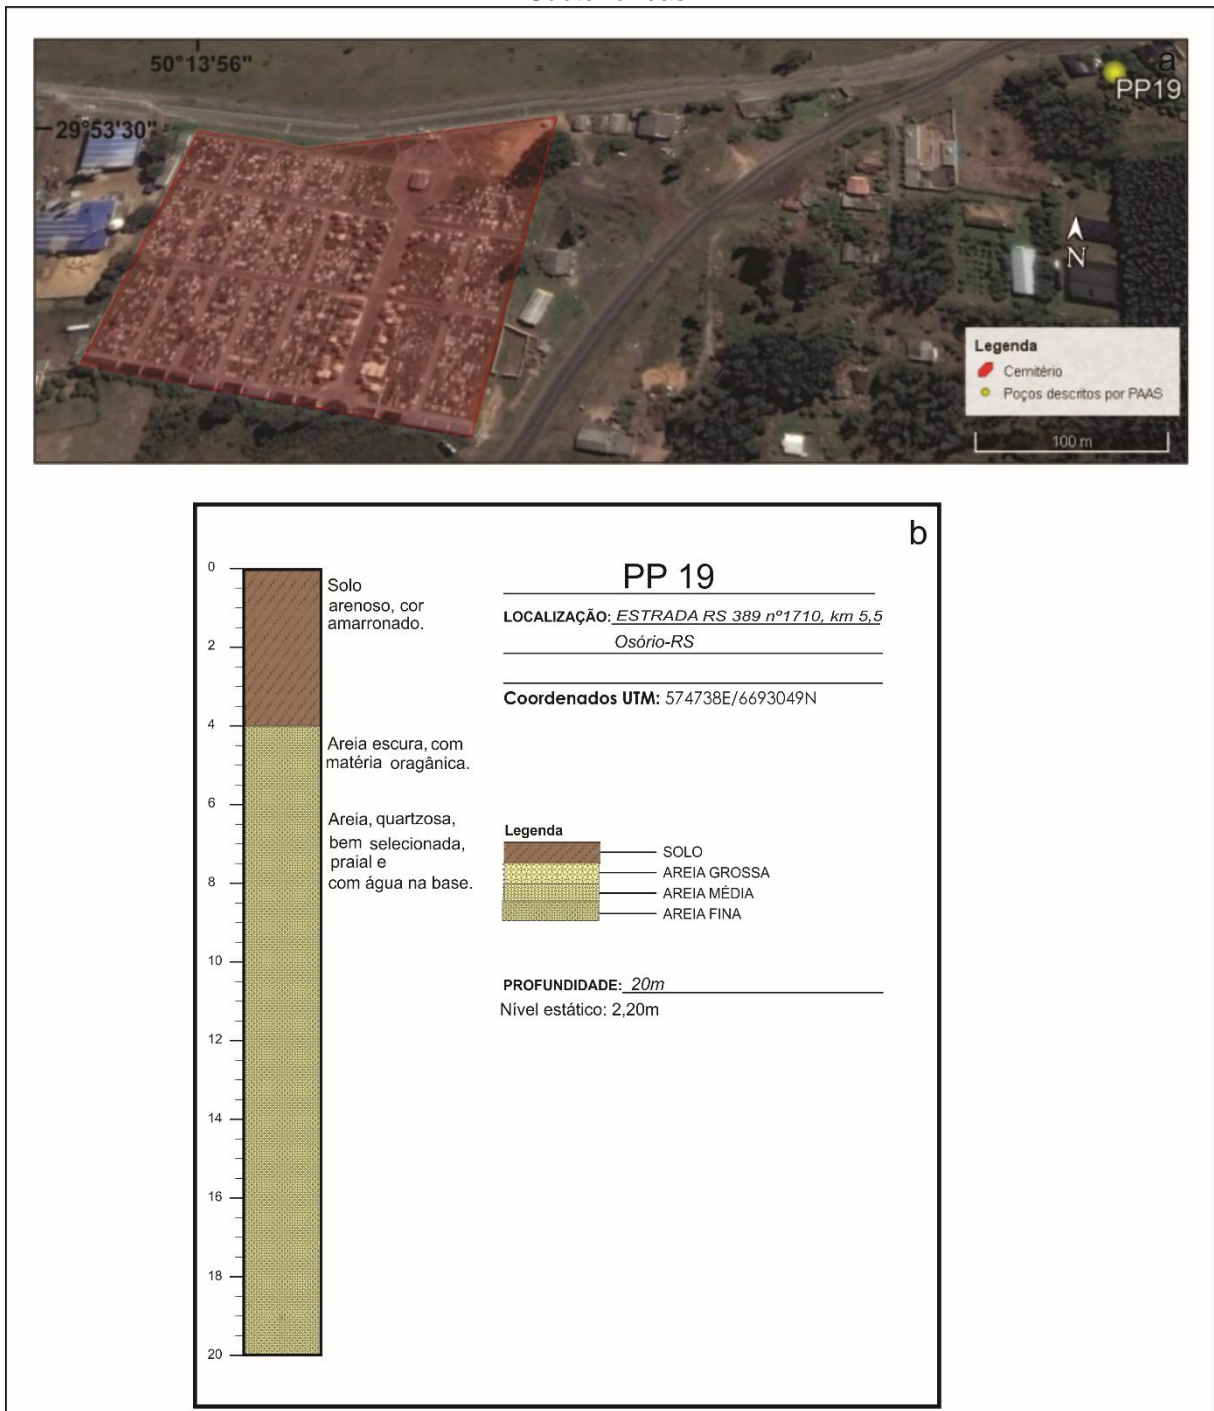 50°13'56"
a
PP19
29°53'30"
N
Legenda
Cemitério
Poços descritos por PAAS
100 m
b
PP 19
LOCALIZAÇÃO: ESTRADA RS 389 nº1710, km 5,5
Osório-RS
Coordenados UTM: 574738E/6693049N
0
2
4
6
8
10
12
14
16
18
20
Solo
arenoso, cor
amarronado.
Areia escura, com
matéria oragânica.
Areia, quartzosa,
bem selecionada,
praial e
com água na base.
Legenda
SOLO
AREIA GROSSA
AREIA MÉDIA
AREIA FINA
PROFUNDIDADE: 20m
Nível estático: 2,20m